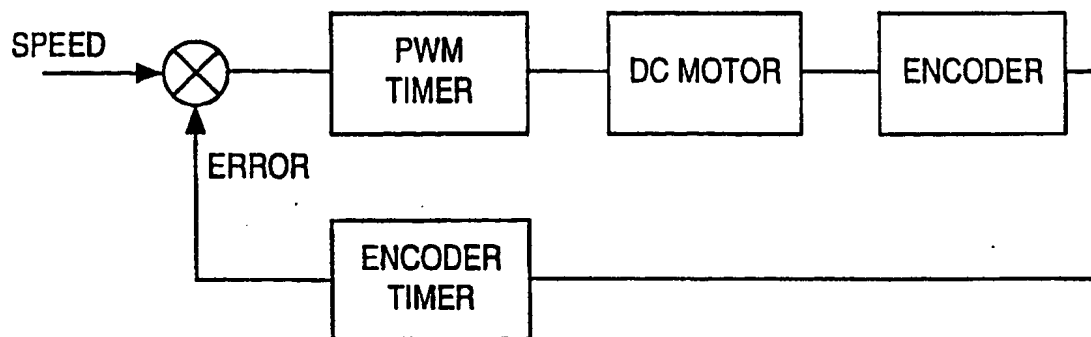 SPEED
PWM
TIMER
DC MOTOR
ENCODER
ERROR
ENCODER
TIMER